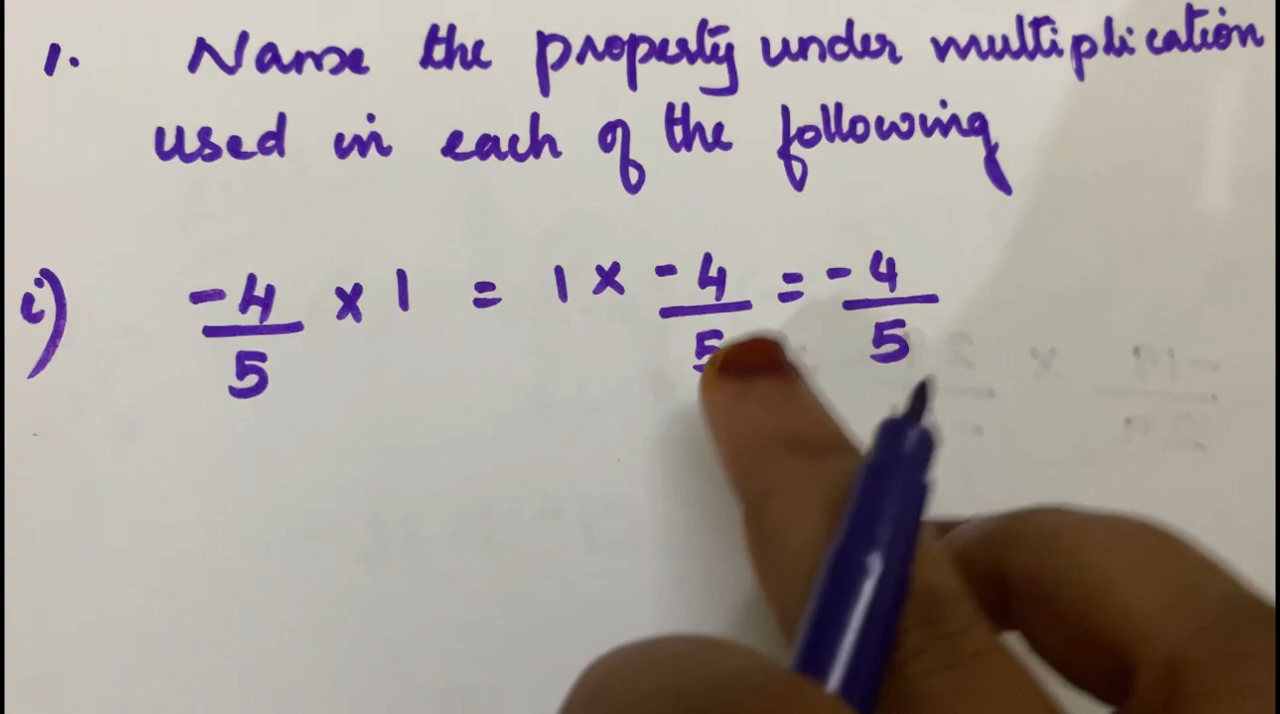 1. Name the property under multiplication
used in each of the following
i) -4/5 x 1 = 1 x -4/5 = -4/5